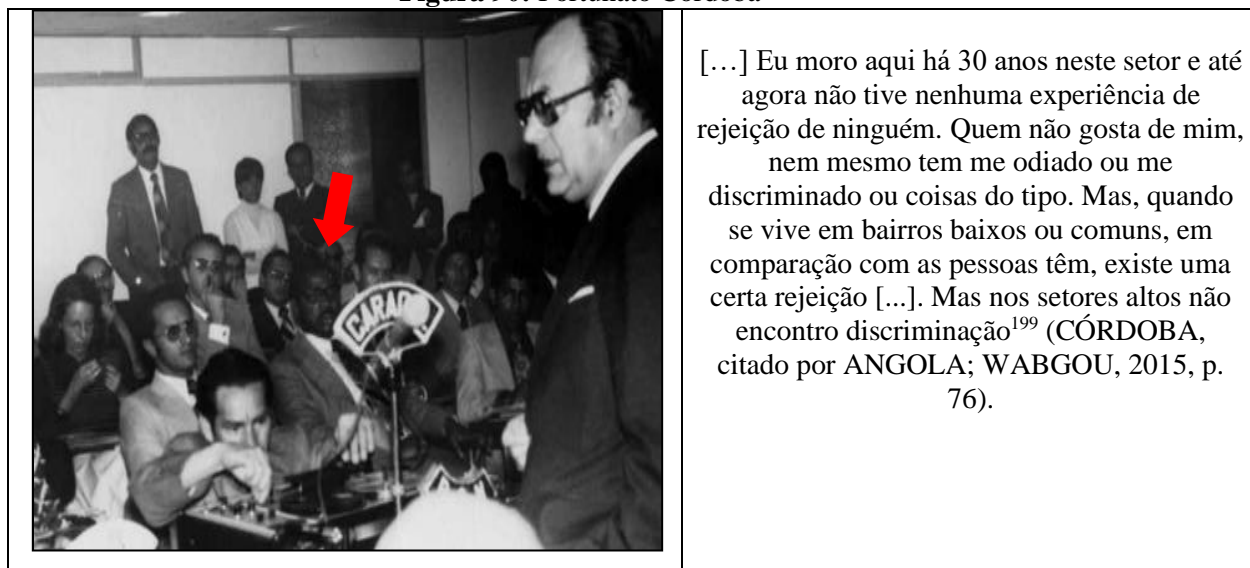 Figura Fortunato Córdoba
CARAC
[…] Eu moro aqui há 30 anos neste setor e até
agora não tive nenhuma experiência de
rejeição de ninguém. Quem não gosta de mim,
nem mesmo tem me odiado ou me
discriminado ou coisas do tipo. Mas, quando
se vive em bairros baixos ou comuns, em
comparação com as pessoas têm, existe uma
certa rejeição [...]. Mas nos setores altos não
encontro discriminação¹⁹⁹ (CÓRDOBA,
citado por ANGOLA; WABGOU, 2015, p.
76).